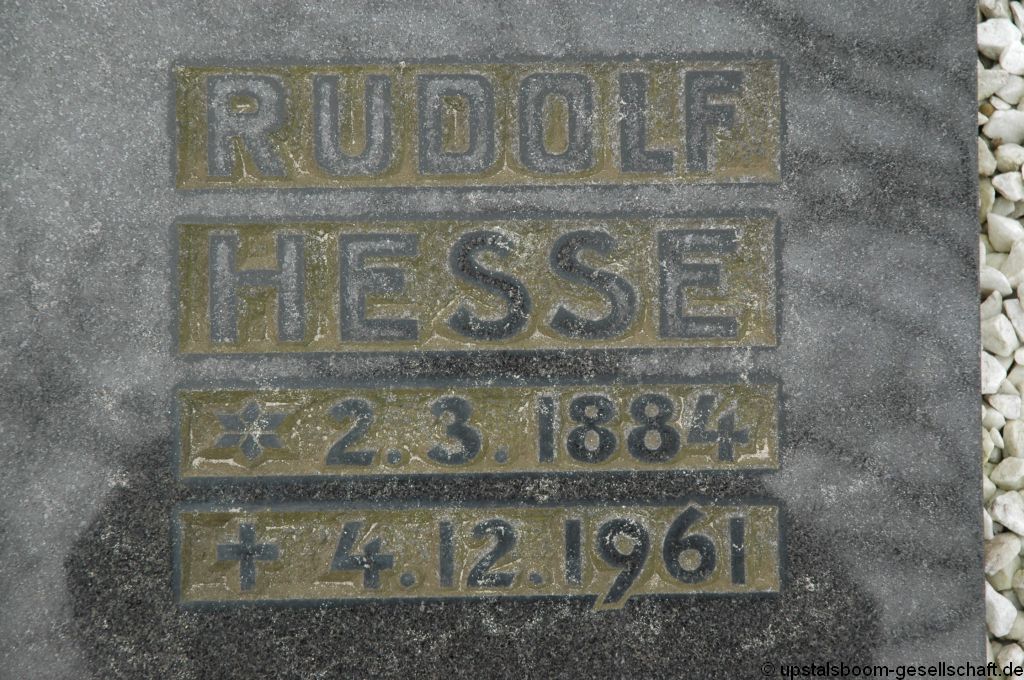 RUDOLF
HESSE
* 2.3.1884
+ 4.12.1961
© upstalsboom-gesellschaft.de